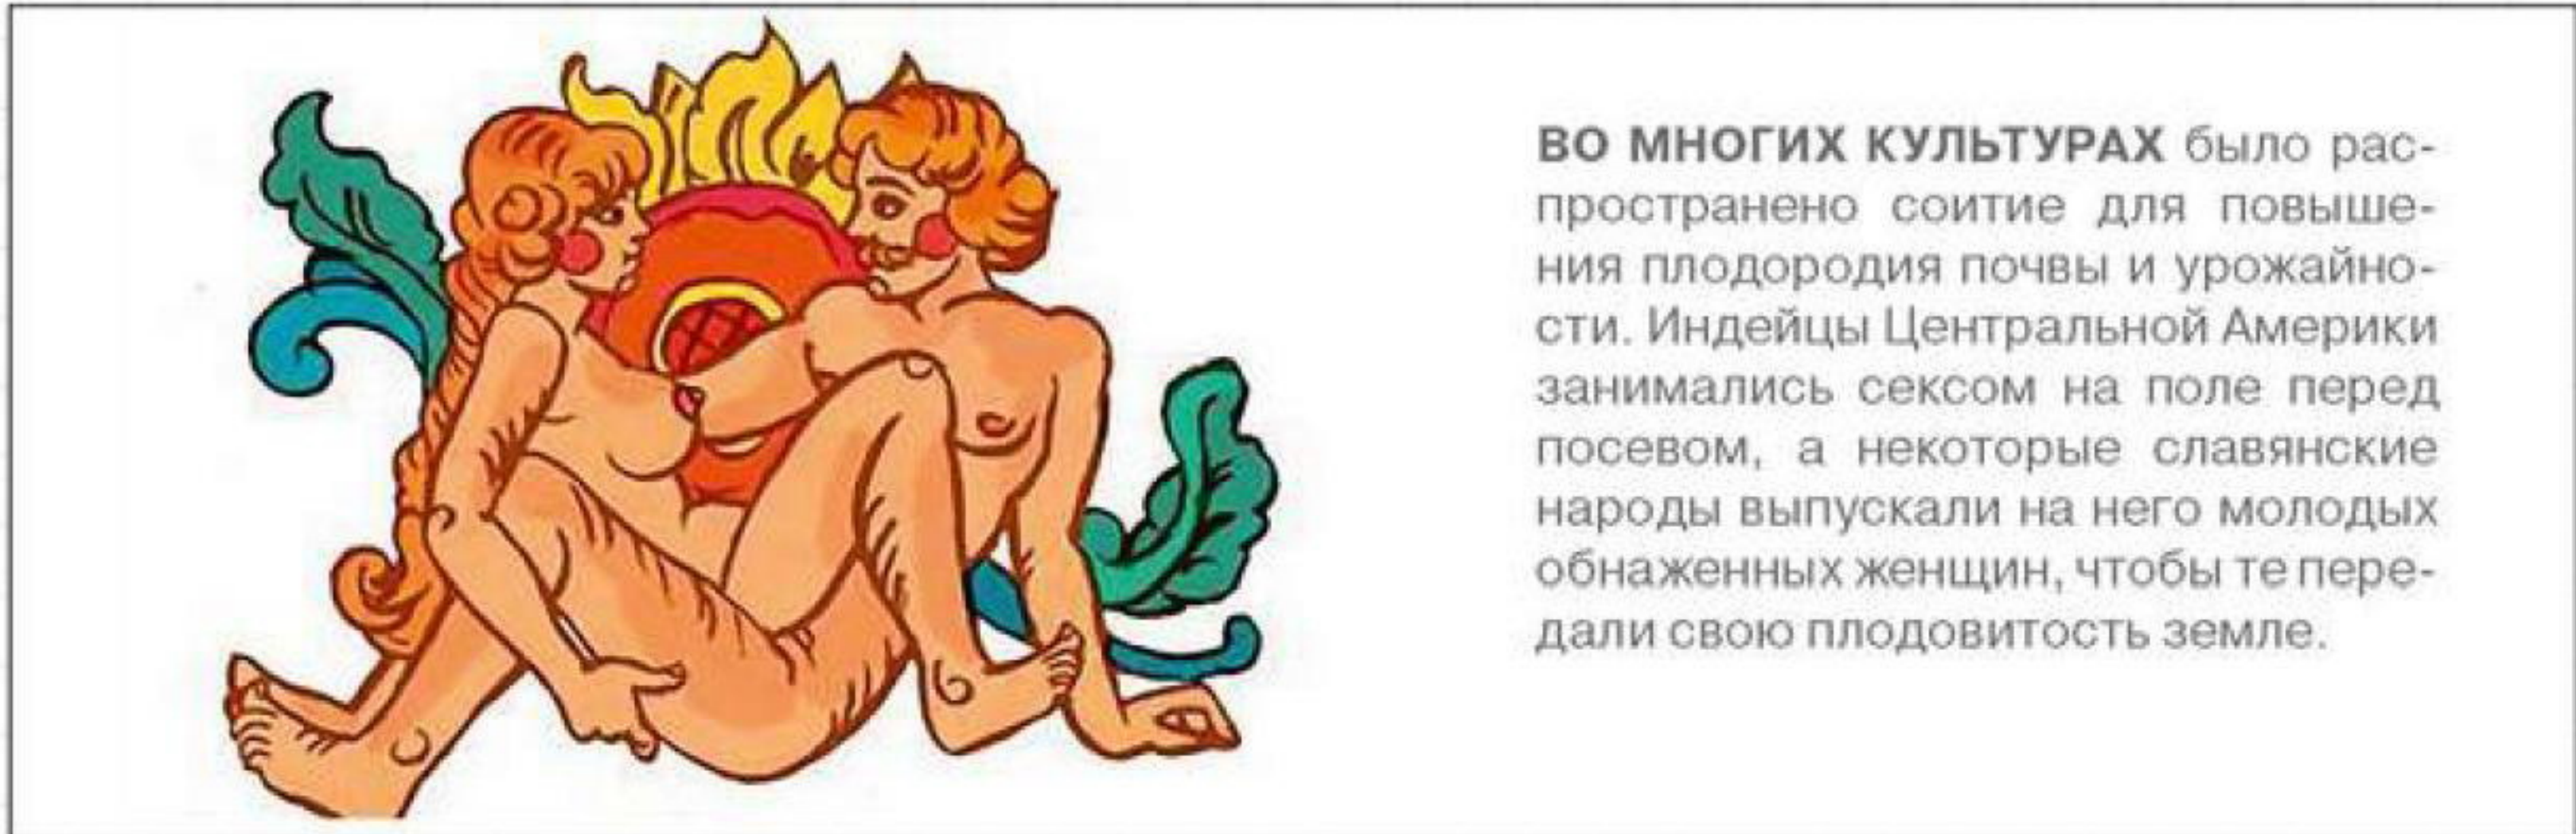 ВО МНОГИХ КУЛЬТУРАХ было рас-
пространено соитие для повыше-
ния плодородия почвы и урожайно-
сти. Индейцы Центральной Америки
занимались сексом на поле перед
посевом, а некоторые славянские
народы выпускали на него молодых
обнаженных женщин, чтобы те пере-
дали свою плодовитость земле.